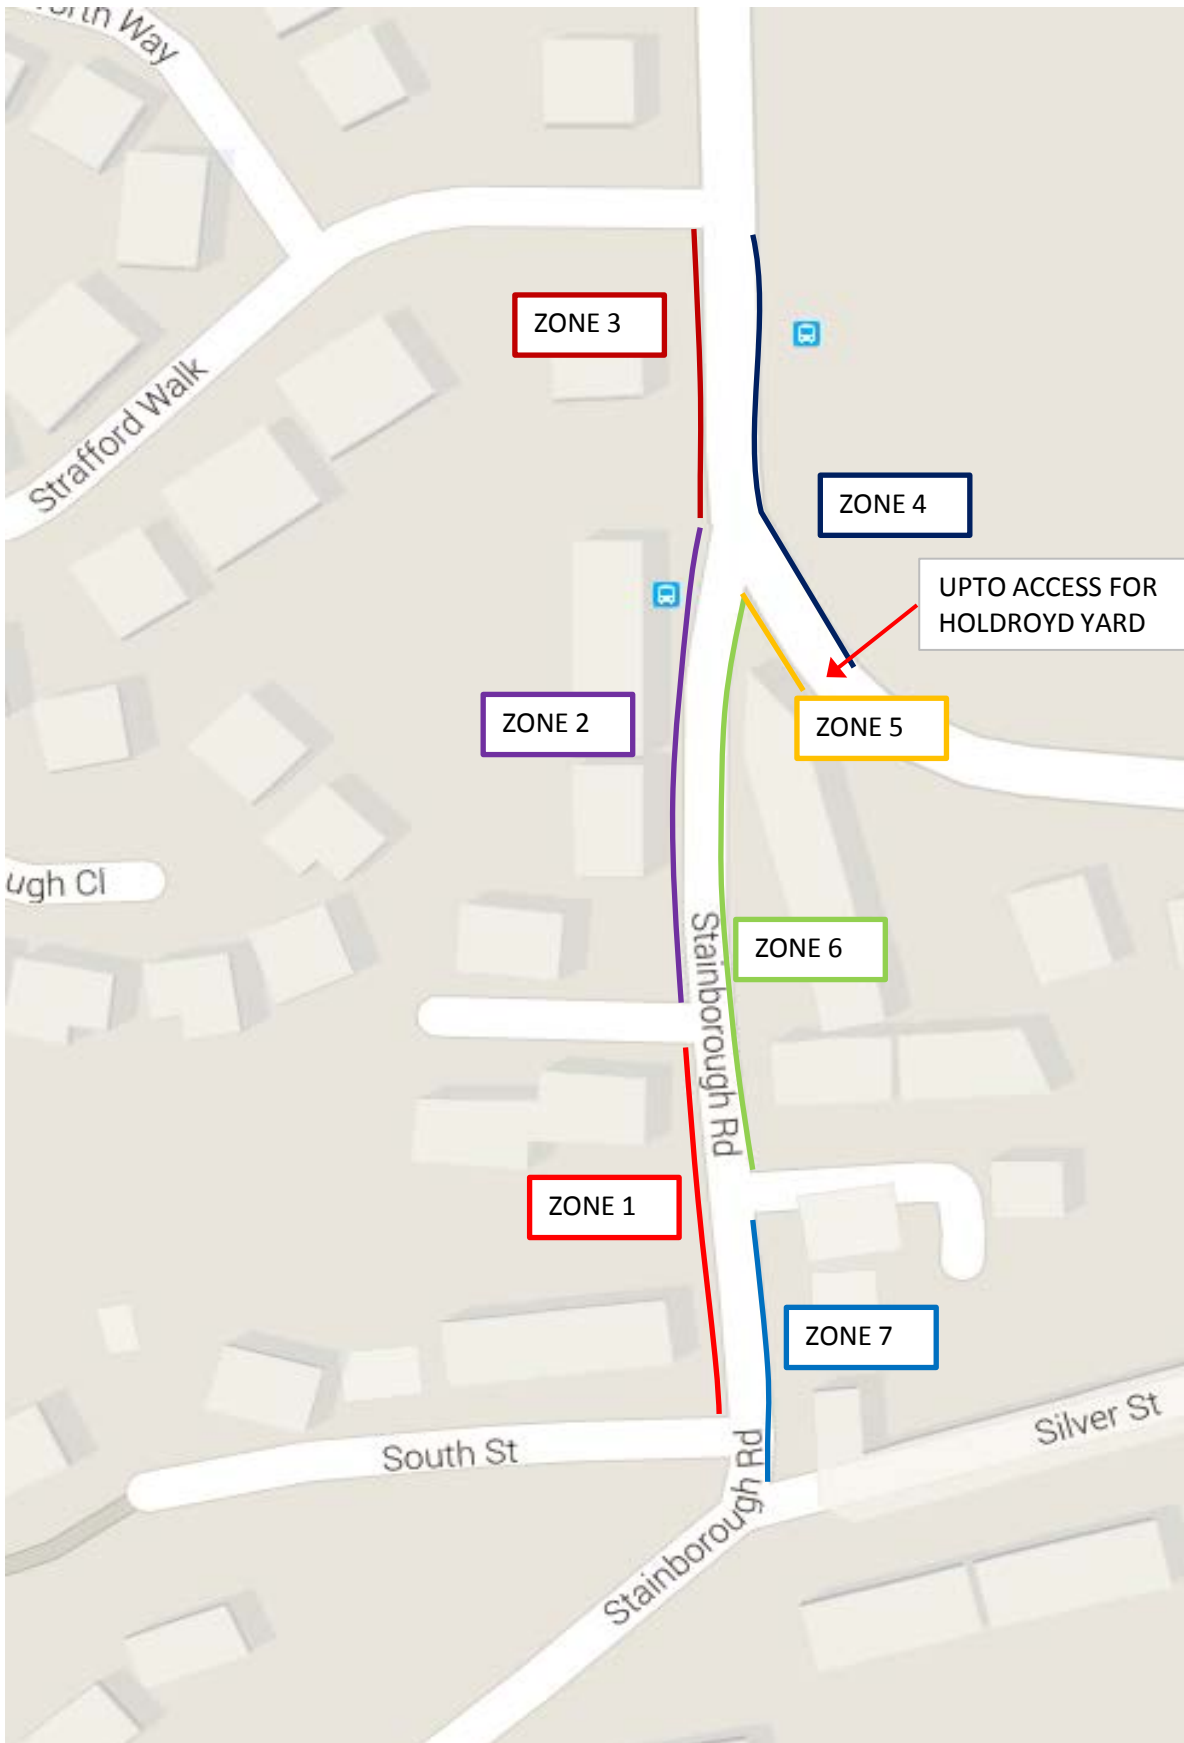 orth Way
ZONE 3
Strafford Walk
ZONE 4
UPTO ACCESS FOR
HOLDROYD YARD
ZONE 2
ZONE 5
ugh Cl
Stainborough Rd
ZONE 6
ZONE 1
ZONE 7
Silver St
South St
Stainborough Rd